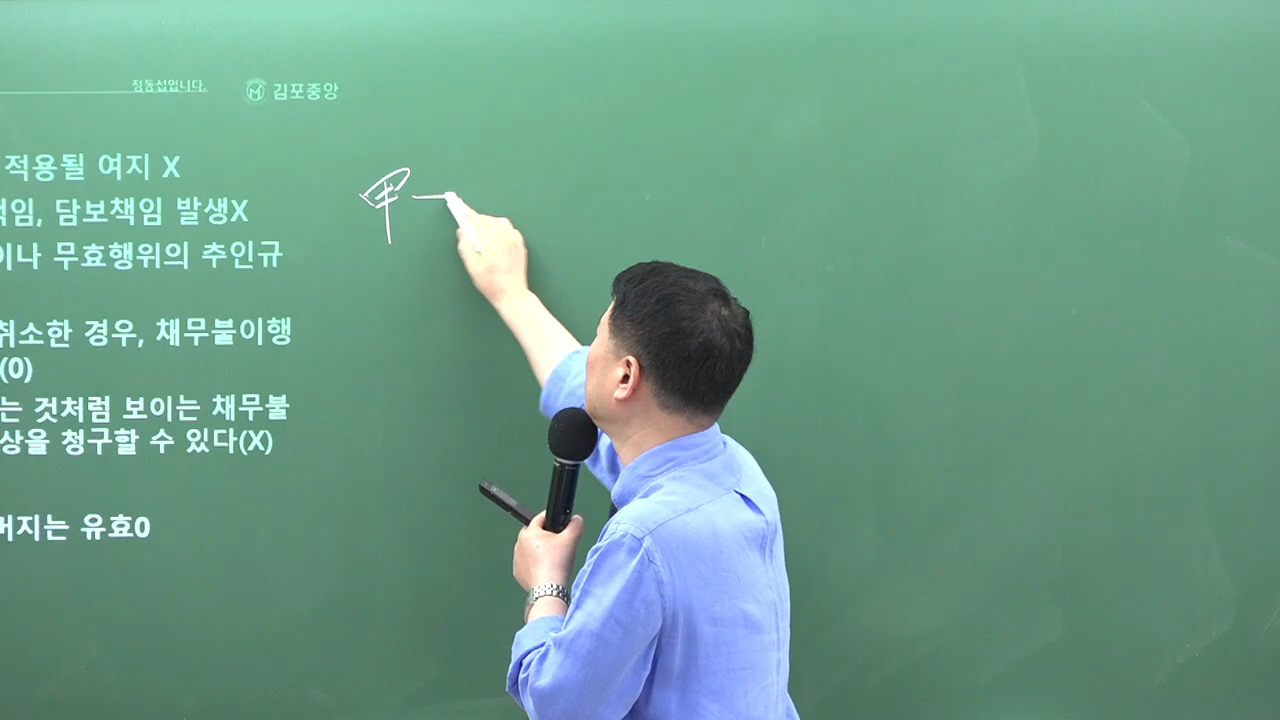 정동섭입니다.
김포중앙
적용될 여지 X
책임, 담보책임 발생X
이나 무효행위의 추인규
취소한 경우, 채무불이행
(0)
는 것처럼 보이는 채무불
상을 청구할 수 있다(X)
머지는 유효0
甲